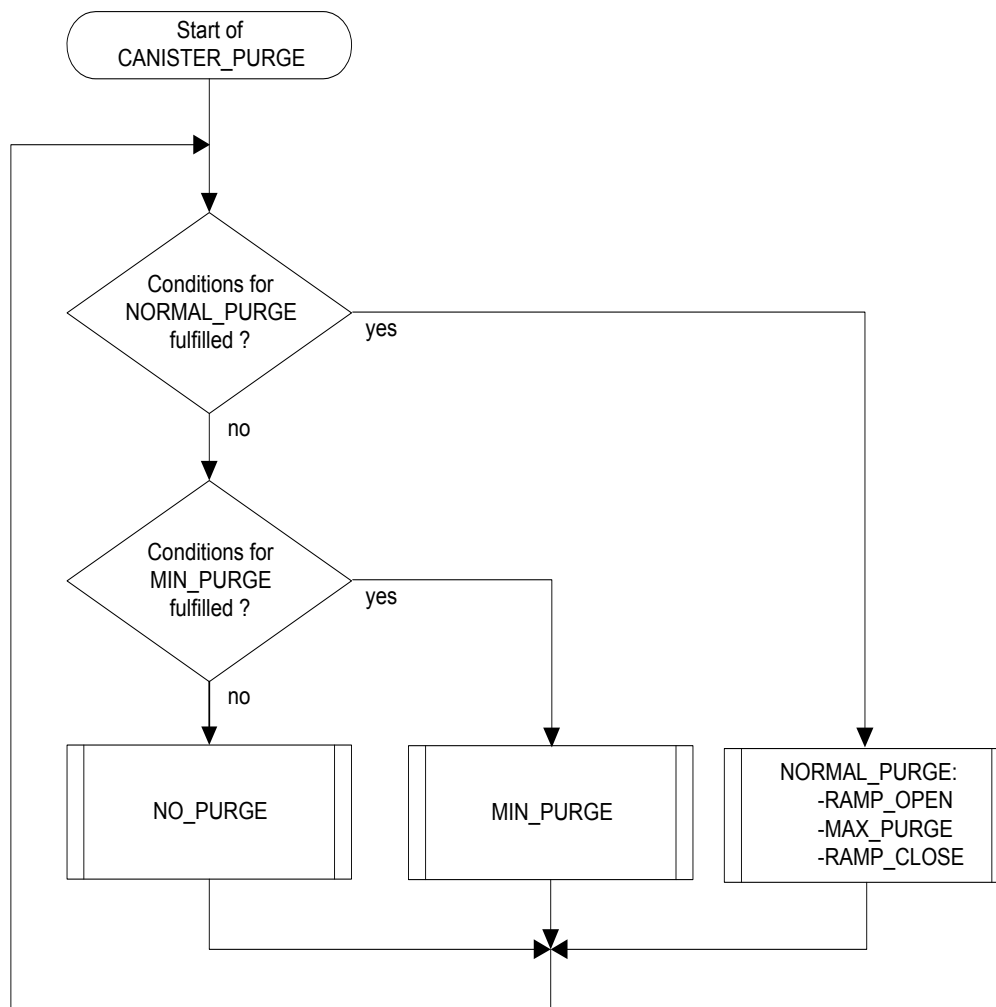 Start of
CANISTER_PURGE
Conditions for
NORMAL_PURGE
fulfilled ?
yes
no
Conditions for
MIN_PURGE
fulfilled ?
yes
no
NO_PURGE
MIN_PURGE
NORMAL_PURGE:
-RAMP_OPEN
-MAX_PURGE
-RAMP_CLOSE